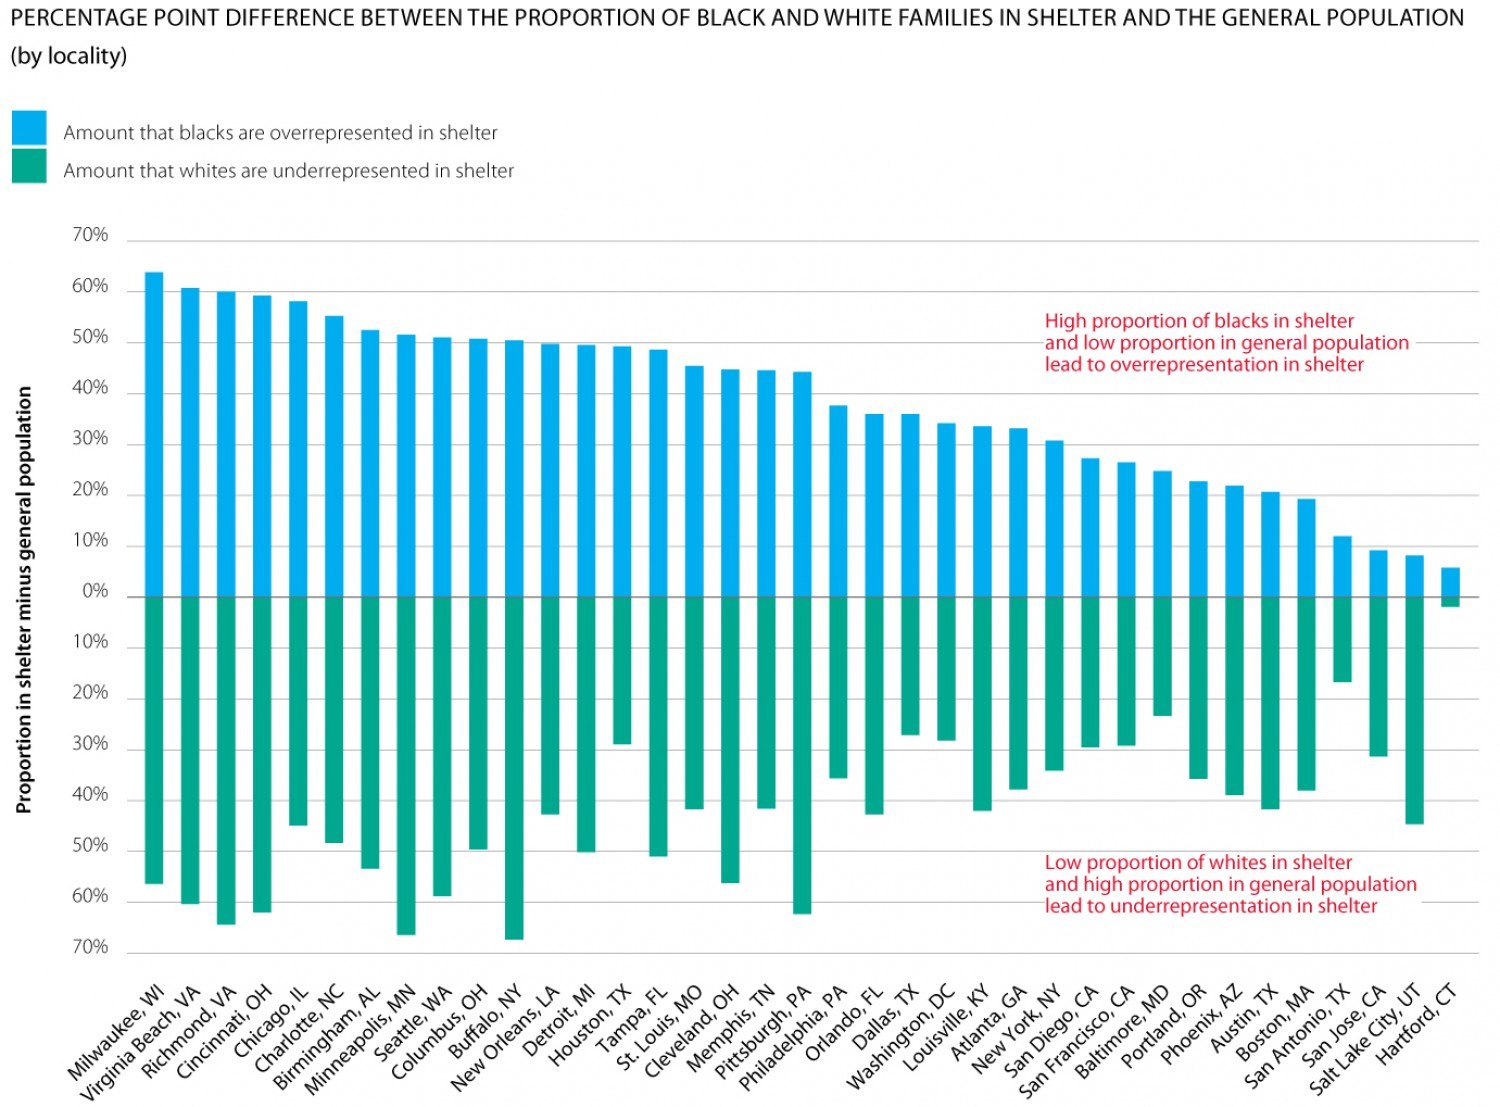 PERCENTAGE POINT DIFFERENCE BETWEEN THE PROPORTION OF BLACK AND WHITE FAMILIES IN SHELTER AND THE GENERAL POPULATION
(by locality)
Amount that blacks are overrepresented in shelter
Amount that whites are underrepresented in shelter
Proportion in shelter minus general population
70%
60%
50%
40%
30%
20%
10%
0%
10%
20%
30%
40%
50%
60%
70%
High proportion of blacks in shelter
and low proportion in general population
lead to overrepresentation in shelter
Low proportion of whites in shelter
and high proportion in general population
lead to underrepresentation in shelter
Milwaukee, WI
Virginia Beach, VA
Richmond, VA
Cincinnati, OH
Chicago, IL
Charlotte, NC
Birmingham, AL
Minneapolis, MN
Seattle, WA
Columbus, OH
Buffalo, NY
New Orleans, LA
Detroit, MI
Houston, TX
Tampa, FL
St. Louis, MO
Cleveland, OH
Memphis, TN
Pittsburgh, PA
Philadelphia, PA
Orlando, FL
Dallas, TX
Washington, DC
Louisville, KY
Atlanta, GA
New York, NY
San Diego, CA
San Francisco, CA
Baltimore, MD
Portland, OR
Phoenix, AZ
Austin, TX
Boston, MA
San Antonio, TX
San Jose, CA
Salt Lake City, UT
Hartford, CT